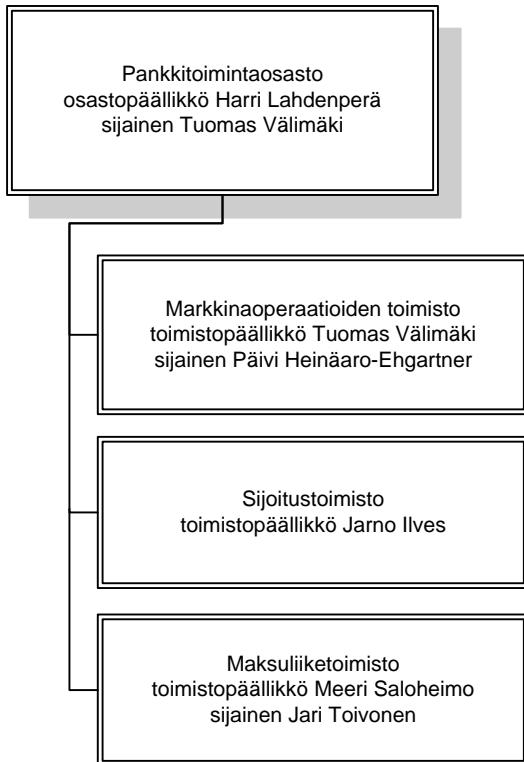 Pankkitoimintaosasto
osastopäällikkö Harri Lahdenperä
sijainen Tuomas Välimäki
Markkinaoperaatioiden toimisto
toimistopäällikkö Tuomas Välimäki
sijainen Päivi Heinäaro-Ehgartner
Sijoitustoimisto
toimistopäällikkö Jarno Ilves
Maksuliiketoimisto
toimistopäällikkö Meeri Saloheimo
sijainen Jari Toivonen